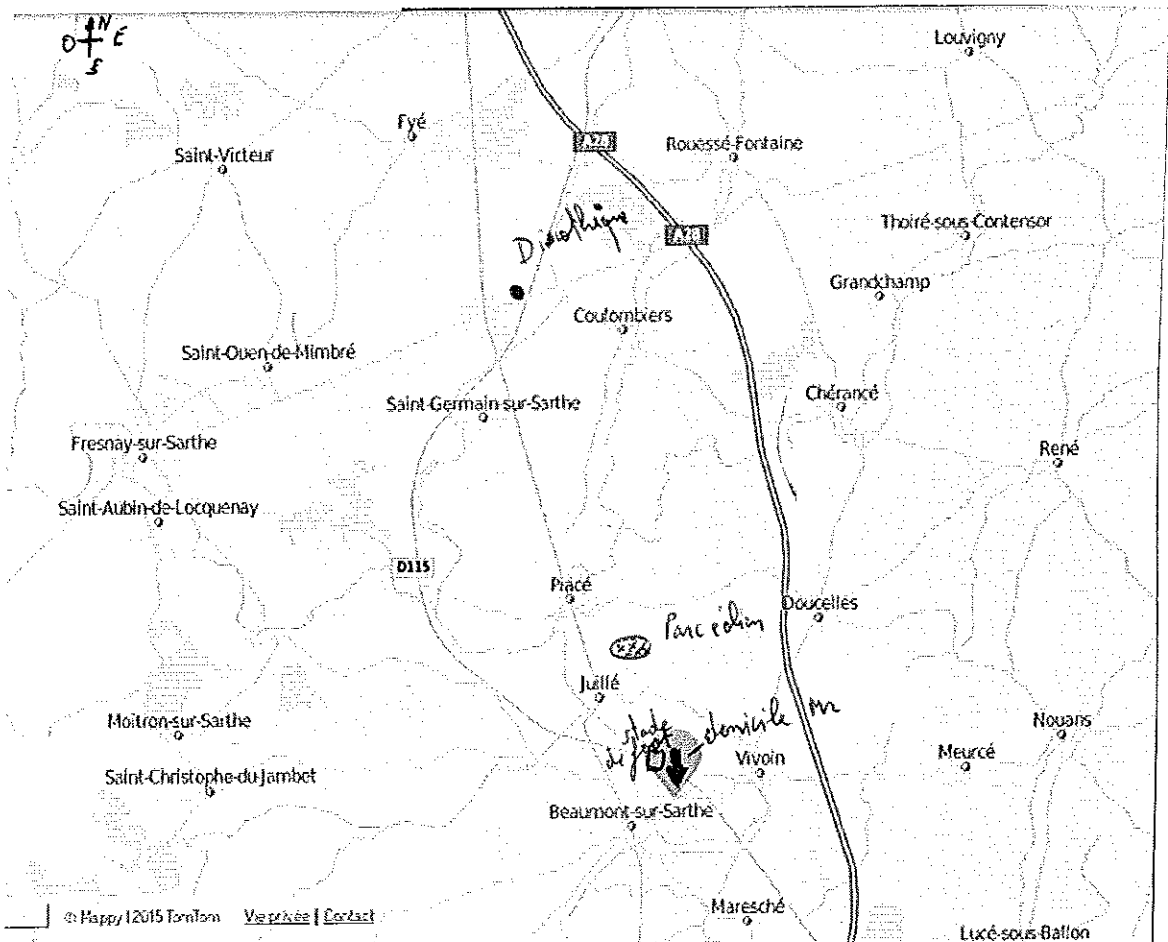 N
O E
S
Louvigny
Fyé
A28
Rouessé-Fontaine
Saint-Victeur
Thoiré-sous-Contensor
A28
Grandchamp
Coulombiers
Saint-Ouen-de-Mimbré
Chérancé
Saint-Germain-sur-Sarthe
Fresnay-sur-Sarthe
René
Saint-Aubin-de-Locquenay
D115
Piacé
Doucelles
Parc éolien
Juillé
Moitron-sur-Sarthe
stade
de foot
domicile
Nouans
Vivoin
Meurcé
Saint-Christophe-du-Jambet
Beaumont-sur-Sarthe
Maresché
© Happy | 2015 TomTom Vie privée | Contact
Lucé-sous-Ballon